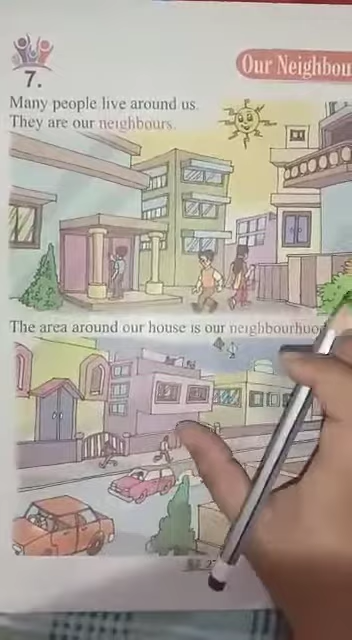 7.
Our Neighbou
Many people live around us.
They are our neighbours.
The area around our house is our neighbourhoo